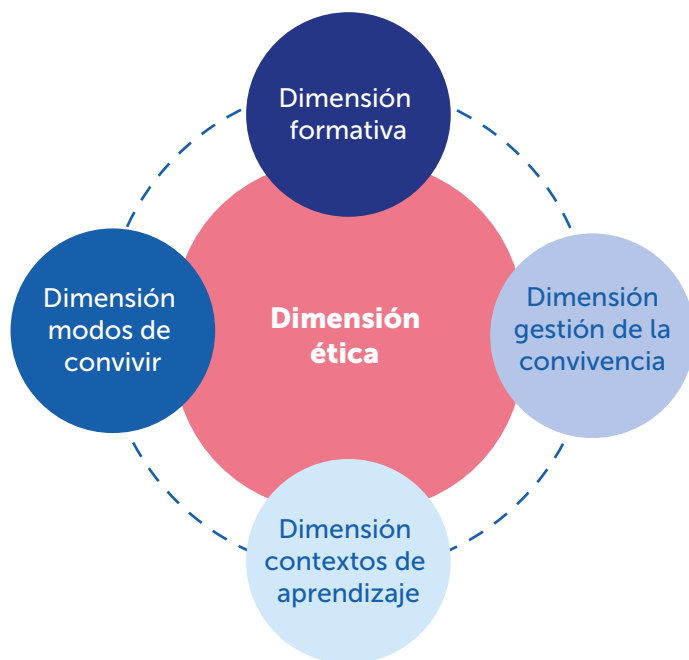 Dimensión
formativa
Dimensión
modos de
convivir
Dimensión
ética
Dimensión
gestión de la
convivencia
Dimensión
contextos de
aprendizaje